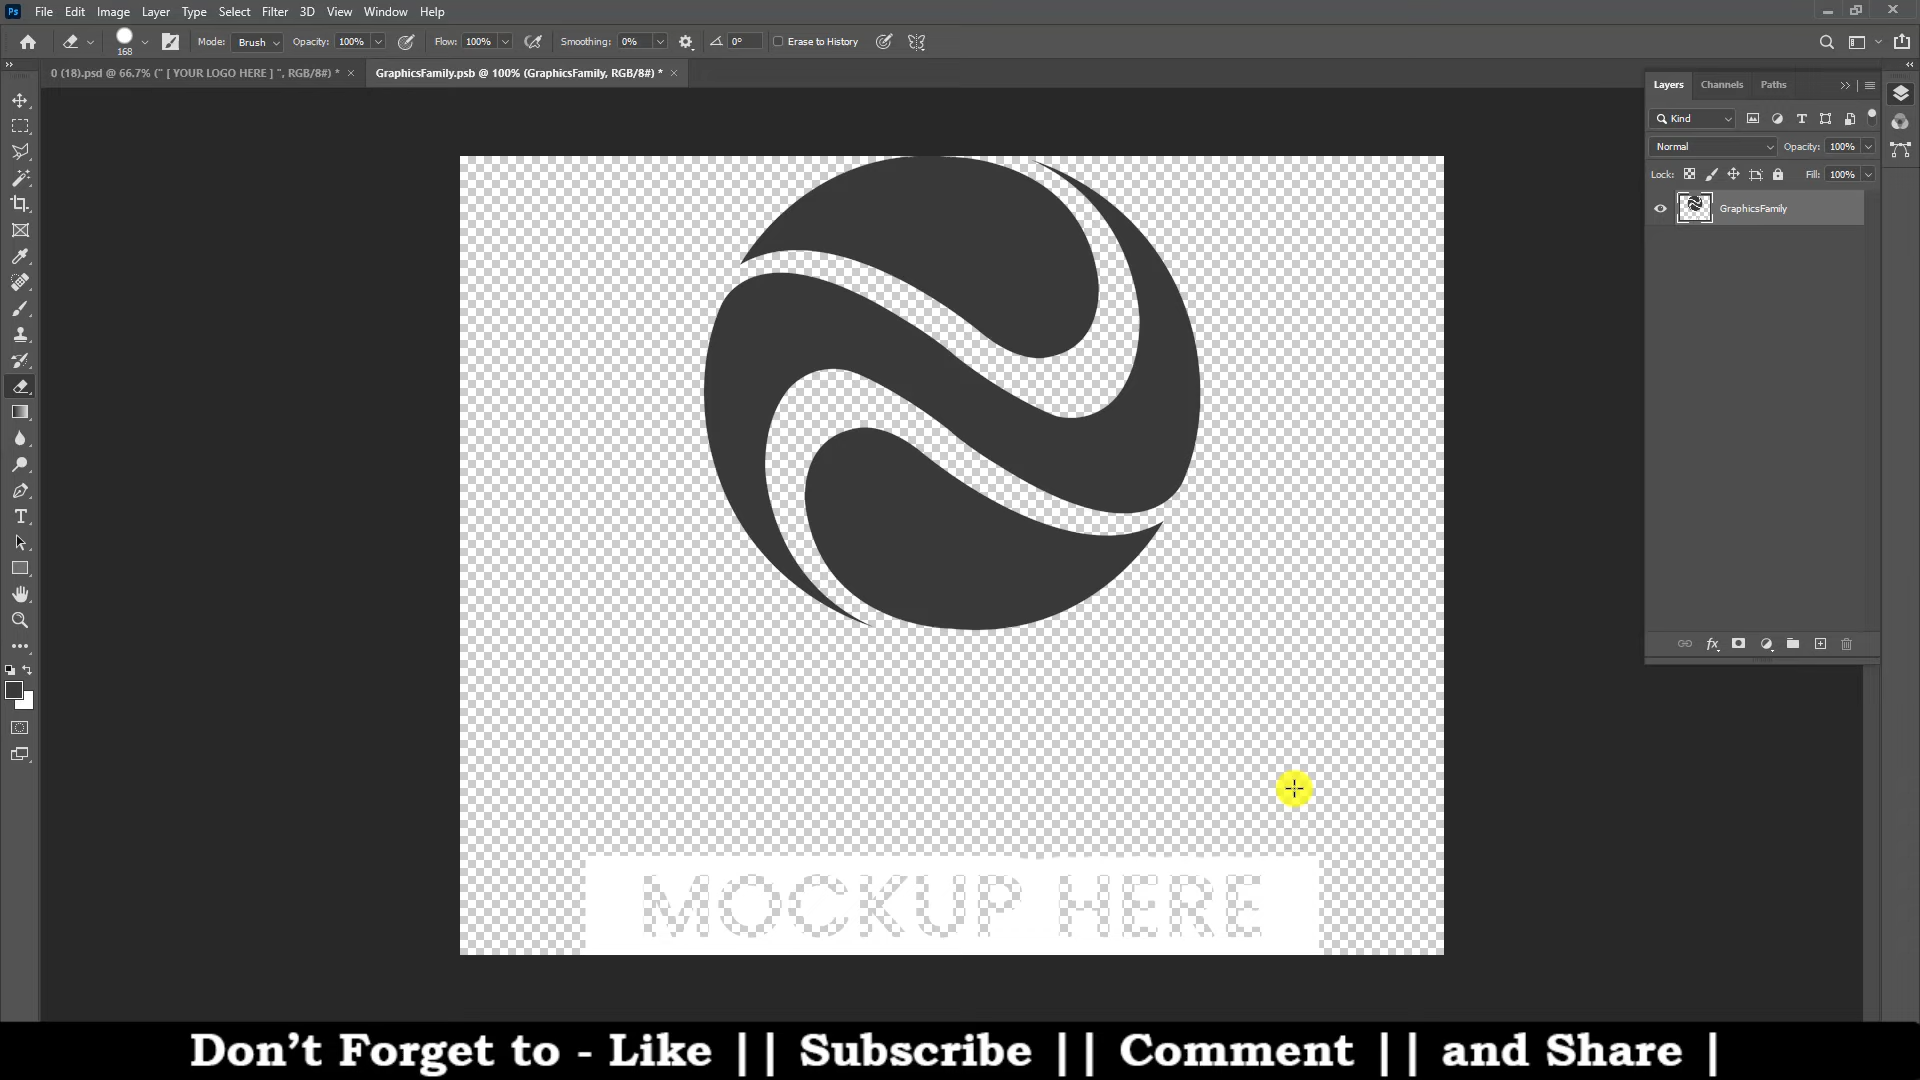 Ps File Edit Image Layer Type Select Filter 3D View Window Help
168 Mode: Brush Opacity: 100% Flow: 100% Smoothing: 0% 0° Erase to History
0 (18).psd @ 66.7% (" [ YOUR LOGO HERE ] ", RGB/8#) * × GraphicsFamily.psb @ 100% (GraphicsFamily, RGB/8#) * ×
Layers Channels Paths
Kind
Normal Opacity: 100%
Lock: Fill: 100%
GraphicsFamily
fx
MOCKUP HERE
Don't Forget to - Like || Subscribe || Comment || and Share |